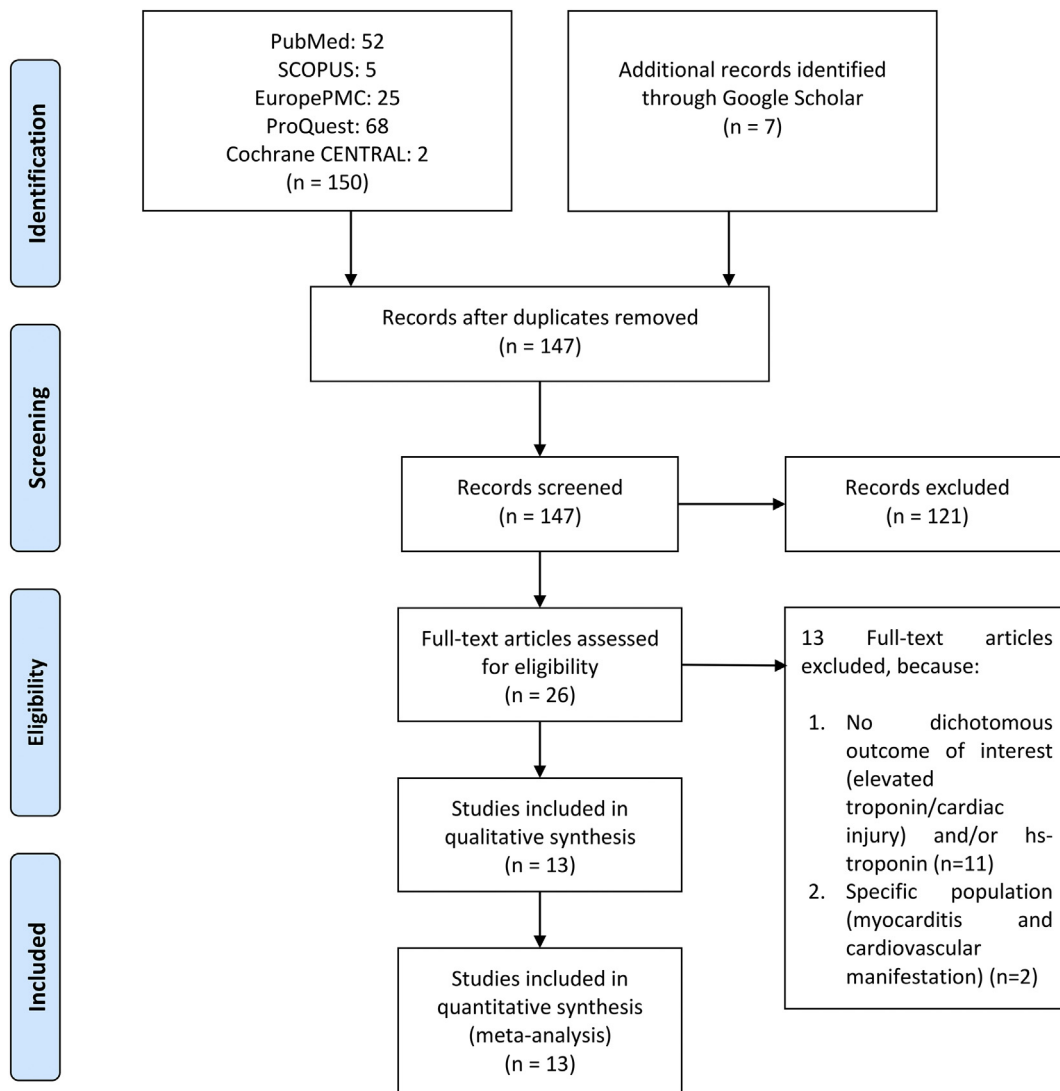 Identification
PubMed: 52
SCOPUS: 5
EuropePMC: 25
ProQuest: 68
Cochrane CENTRAL: 2
(n = 150)
Additional records identified
through Google Scholar
(n = 7)
Records after duplicates removed
(n = 147)
Screening
Records screened
(n = 147)
Records excluded
(n = 121)
Eligibility
Full-text articles assessed
for eligibility
(n = 26)
13 Full-text articles
excluded, because:
1. No dichotomous
outcome of interest
(elevated
troponin/cardiac
injury) and/or hs-
troponin (n=11)
2. Specific population
(myocarditis and
cardiovascular
manifestation) (n=2)
Studies included in
qualitative synthesis
(n = 13)
Included
Studies included in
quantitative synthesis
(meta-analysis)
(n = 13)